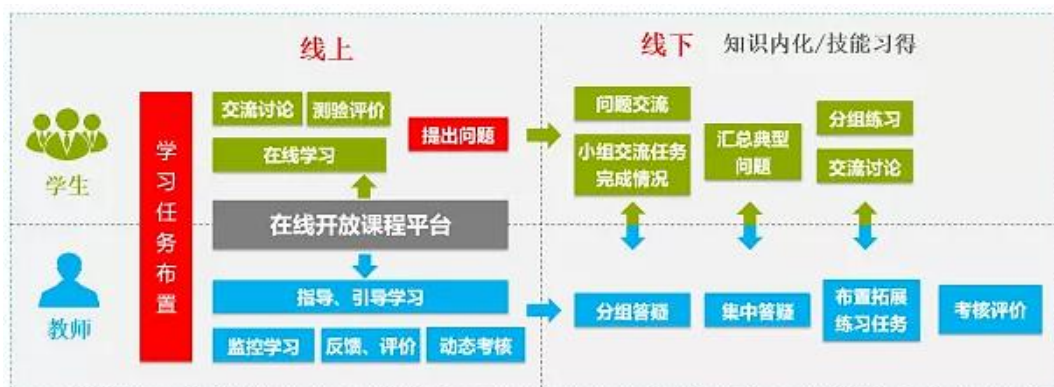 线上
线下 知识内化/技能习得
学生
学习任务布置
交流讨论
测验评价
在线学习
提出问题
问题交流
小组交流任务
完成情况
汇总典型
问题
分组练习
交流讨论
在线开放课程平台
教师
指导、引导学习
监控学习
反馈、评价
动态考核
分组答疑
集中答疑
布置拓展
练习任务
考核评价